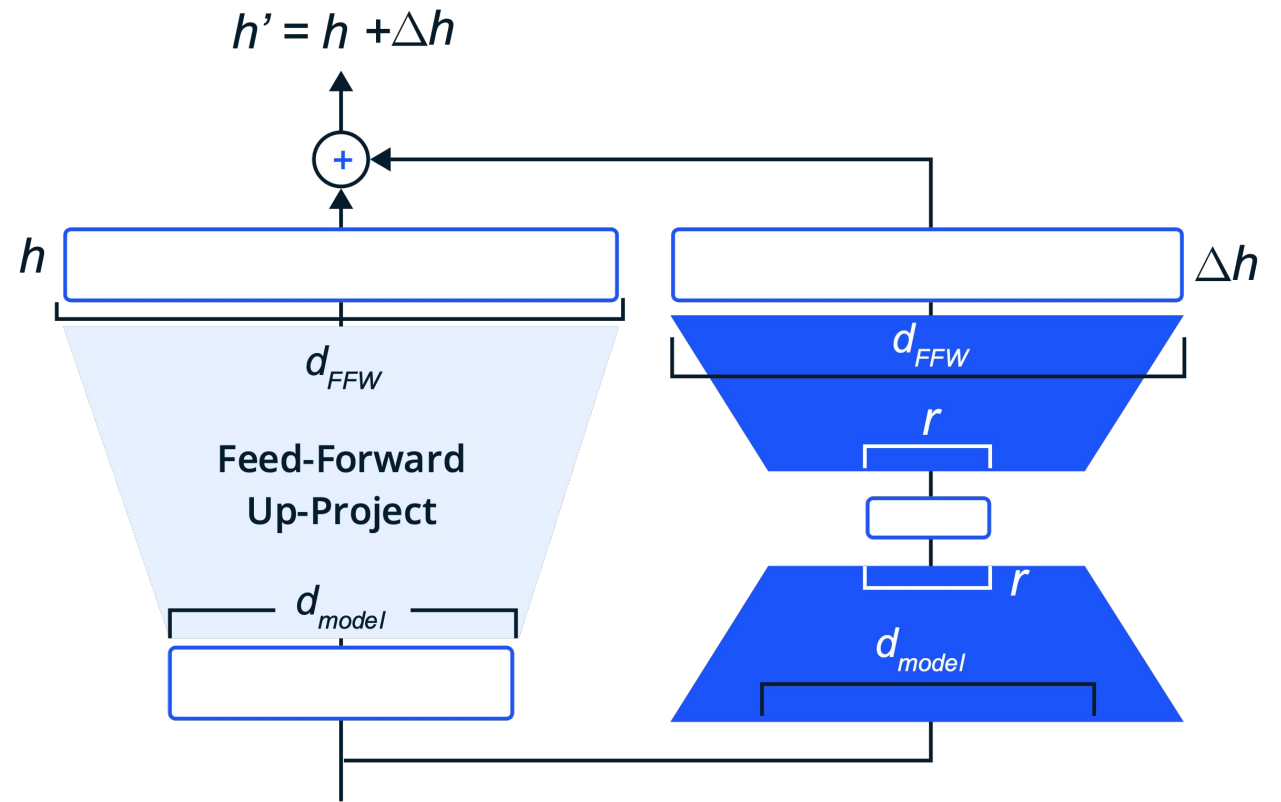 h’ = h +Δh
+
h
Δh
d_FFW
d_FFW
r
Feed-Forward
Up-Project
r
d_model
d_model